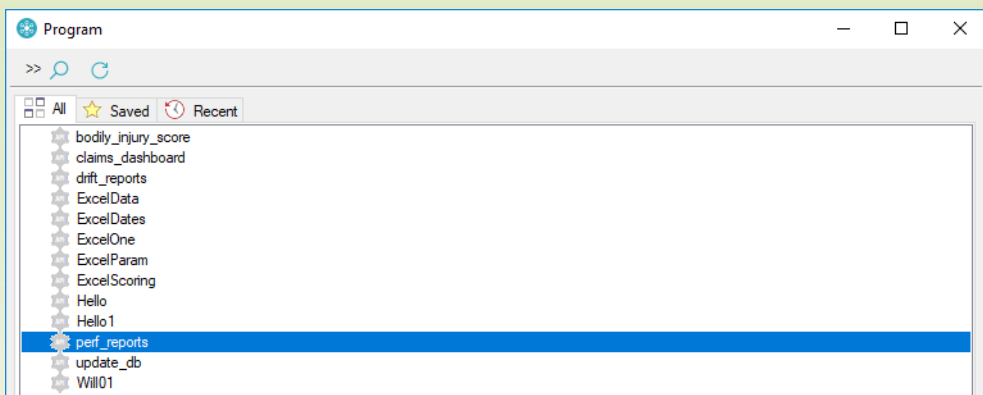 Program
>>
All Saved Recent
bodily_injury_score
claims_dashboard
drift_reports
ExcelData
ExcelDates
ExcelOne
ExcelParam
ExcelScoring
Hello
Hello1
perf_reports
update_db
Will01